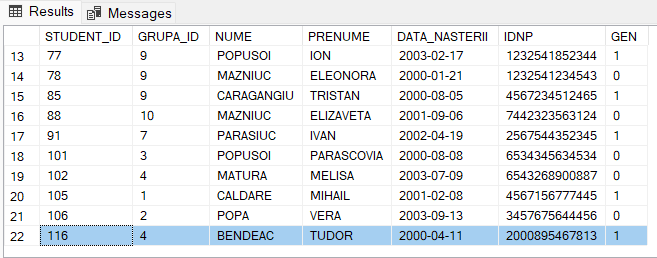 Results Messages
STUDENT_ID GRUPA_ID NUME PRENUME DATA_NASTERII IDNP GEN
13 77 9 POPUSOI ION 2003-02-17 1232541852344 1
14 78 9 MAZNIUC ELEONORA 2000-01-21 1232541234543 0
15 85 9 CARAGANGIU TRISTAN 2000-08-05 4567234512465 1
16 88 10 MAZNIUC ELIZAVETA 2001-09-06 7442323563124 0
17 91 7 PARASIUC IVAN 2002-04-19 2567544352345 1
18 101 3 POPUSOI PARASCOVIA 2000-08-08 6534345634534 0
19 102 4 MATURA MELISA 2003-07-09 6543268900887 0
20 105 1 CALDARE MIHAIL 2001-02-08 4567156777445 1
21 106 2 POPA VERA 2003-09-13 3457675644456 0
22 116 4 BENDEAC TUDOR 2000-04-11 2000895467813 1